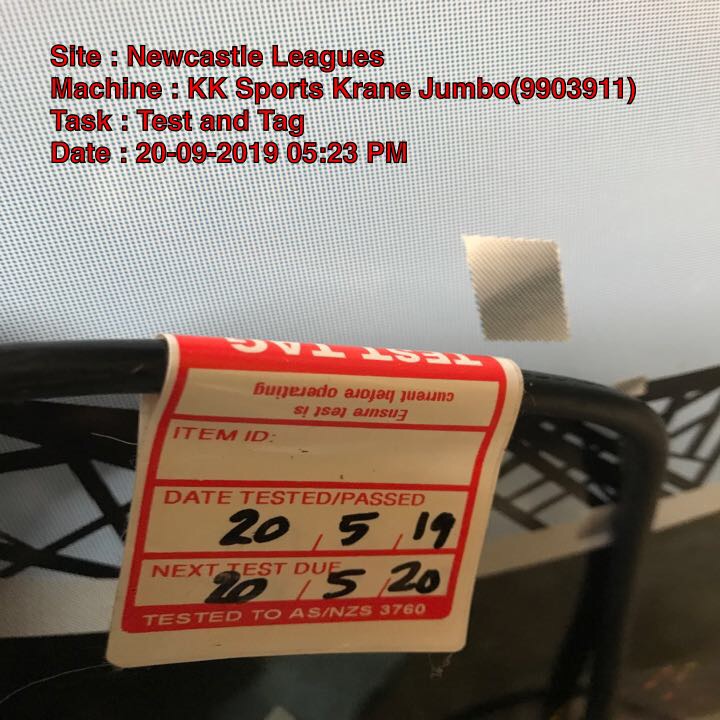 Site : Newcastle Leagues
Machine : KK Sports Krane Jumbo(9903911)
Task : Test and Tag
Date : 20-09-2019 05:23 PM
TEST TAG
Ensure test is
current before operating
ITEM ID:
DATE TESTED/PASSED
20 / 5 / 19
NEXT TEST DUE
20 / 5 / 20
TESTED TO AS/NZS 3760